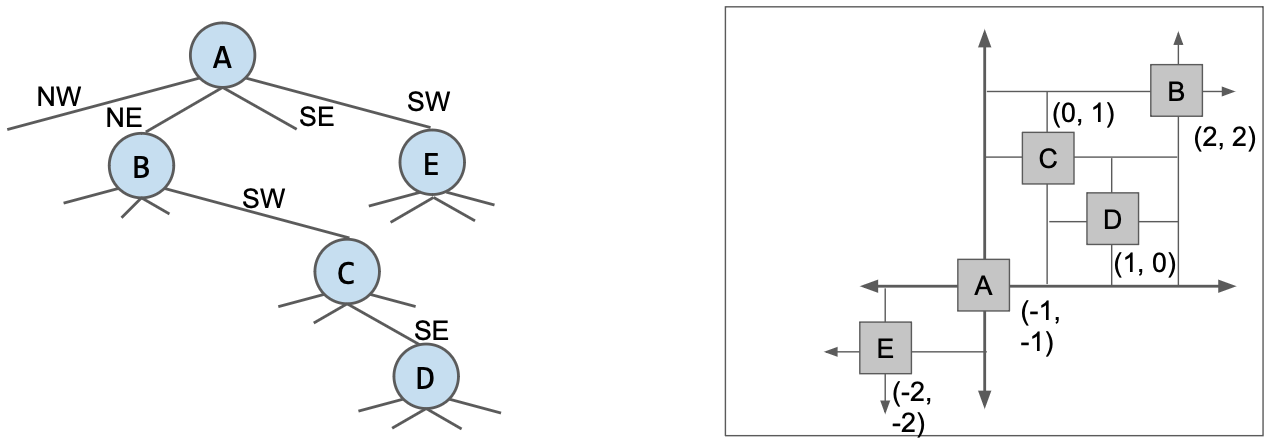 A
NW
NE
SE
SW
B
E
SW
C
SE
D
B
(0, 1)
(2, 2)
C
D
(1, 0)
A
(-1,
-1)
E
(-2,
-2)